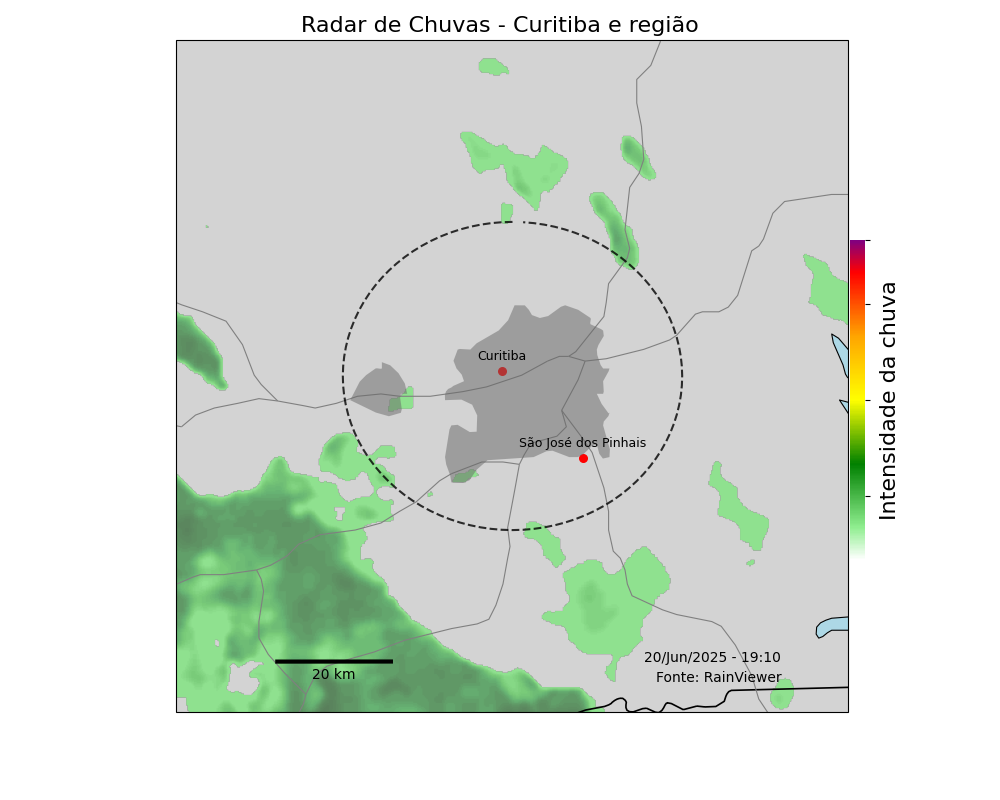 Radar de Chuvas - Curitiba e região
Curitiba
São José dos Pinhais
Intensidade da chuva
20/Jun/2025 - 19:10
Fonte: RainViewer
20 km